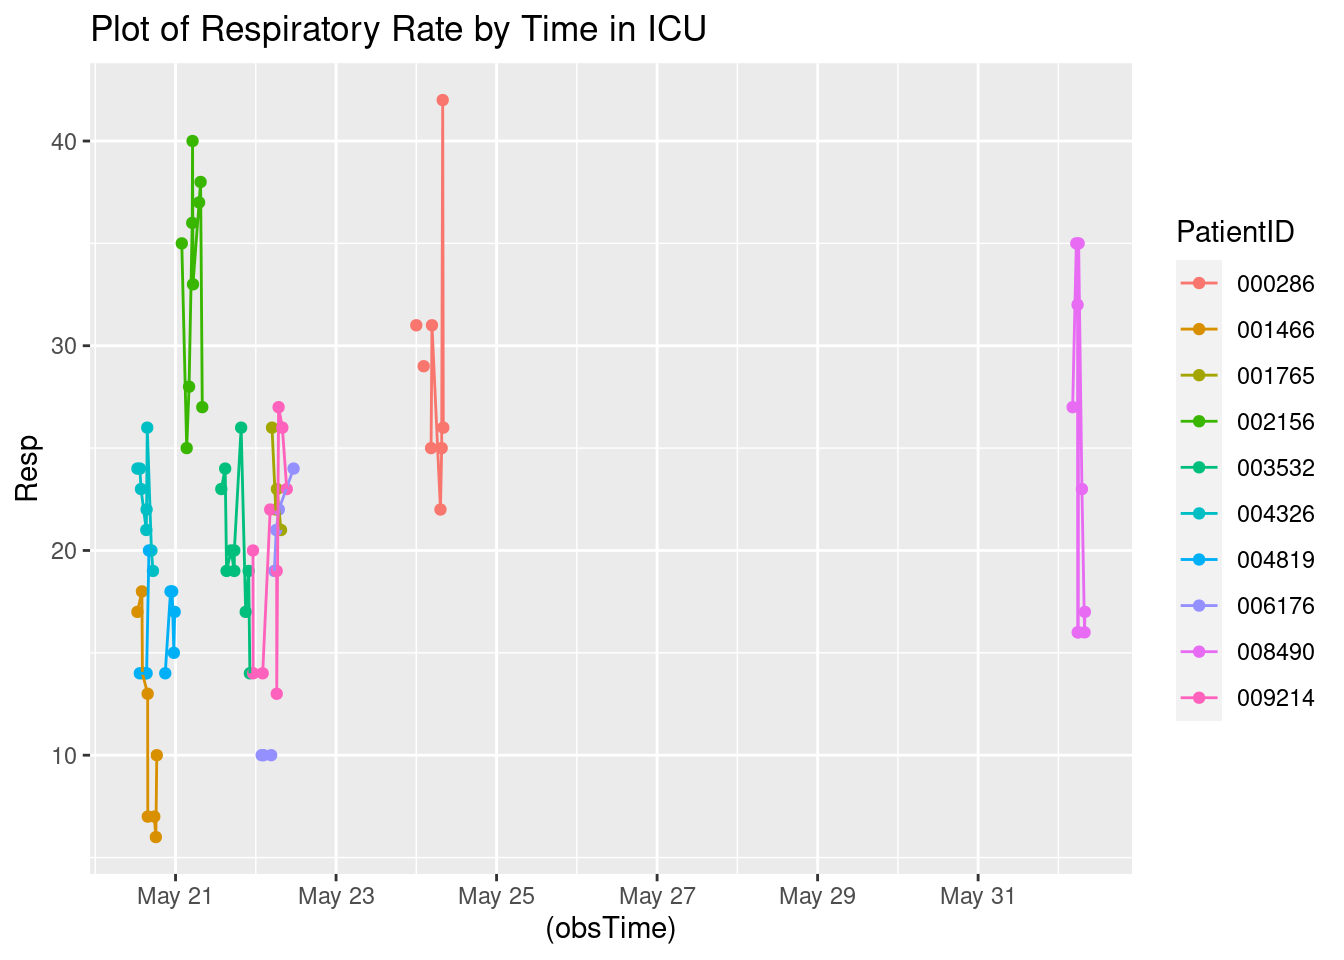 Plot of Respiratory Rate by Time in ICU
Resp
40
30
20
10
May 21
May 23
May 25
May 27
May 29
May 31
(obsTime)
PatientID
000286
001466
001765
002156
003532
004326
004819
006176
008490
009214